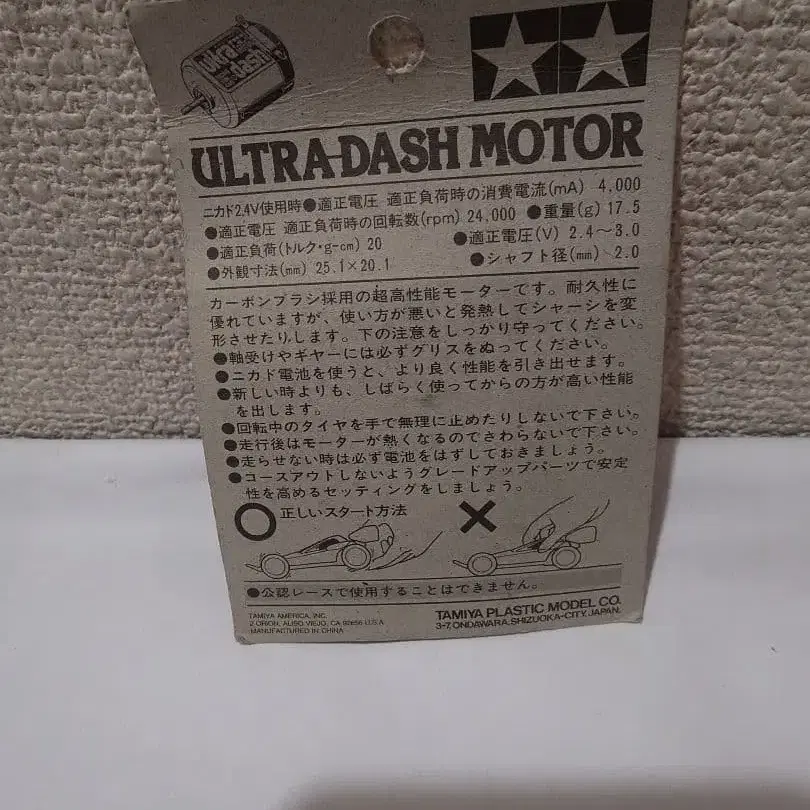 ULTRA-DASH MOTOR
ニカド2.4V使用時●適正電圧 適正負荷時の消費電流(mA) 4,000
●適正電圧 適正負荷時の回転数(rpm) 24,000 ●重量(g) 17.5
●適正負荷(トルク・g-cm) 20 ●適正電圧(V) 2.4～3.0
●外観寸法(mm) 25.1×20.1 ●シャフト径(mm) 2.0
カーボンブラシ採用の超高性能モーターです。耐久性に
優れていますが、使い方が悪いと発熱してシャーシを変
形させたりします。下の注意をしっかり守ってください。
●軸受けやギヤーには必ずグリスをぬってください。
●ニカド電池を使うと、より良く性能を引き出せます。
●新しい時よりも、しばらく使ってからの方が高い性能
を出します。
●回転中のタイヤを手で無理に止めたりしないで下さい。
●走行後はモーターが熱くなるのでさわらないで下さい。
●走らせない時は必ず電池をはずしておきましょう。
●コースアウトしないようグレードアップパーツで安定
性を高めるセッティングをしましょう。
○正しいスタート方法 ×
●公認レースで使用することはできません。
TAMIYA AMERICA, INC.
2 ORION, ALISO VIEJO, CA 92656 U.S.A
MANUFACTURED IN CHINA
TAMIYA PLASTIC MODEL CO.
3-7, ONDAWARA, SHIZUOKA-CITY, JAPAN.